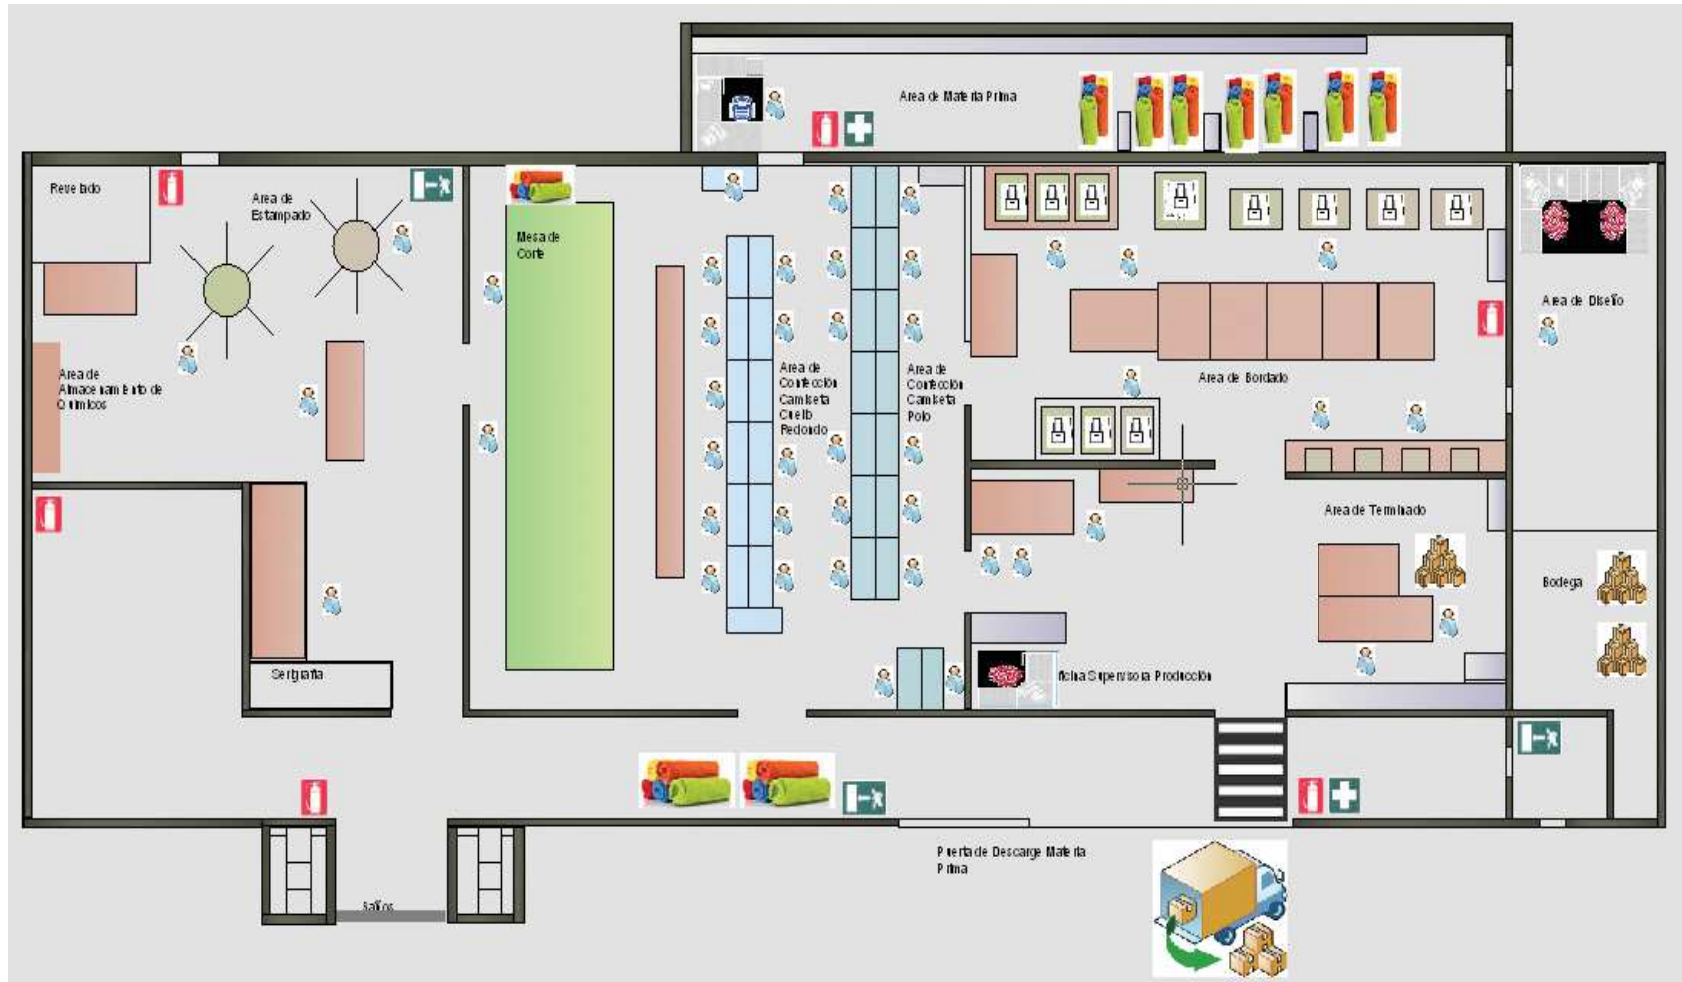 Area de Materia Prima
Revelado
Area de
Estampado
Mesa de
Corte
Area de Diseño
Area de
Almacenamiento de
Químicos
Area de
Confección
Camiseta
Cuello
Redondo
Area de
Confección
Camiseta
Polo
Area de Bordado
Area de Terminado
Bodega
Serigrafia
ficina Supervisora Producción
Puerta de Descarge Materia
Prima
Baños